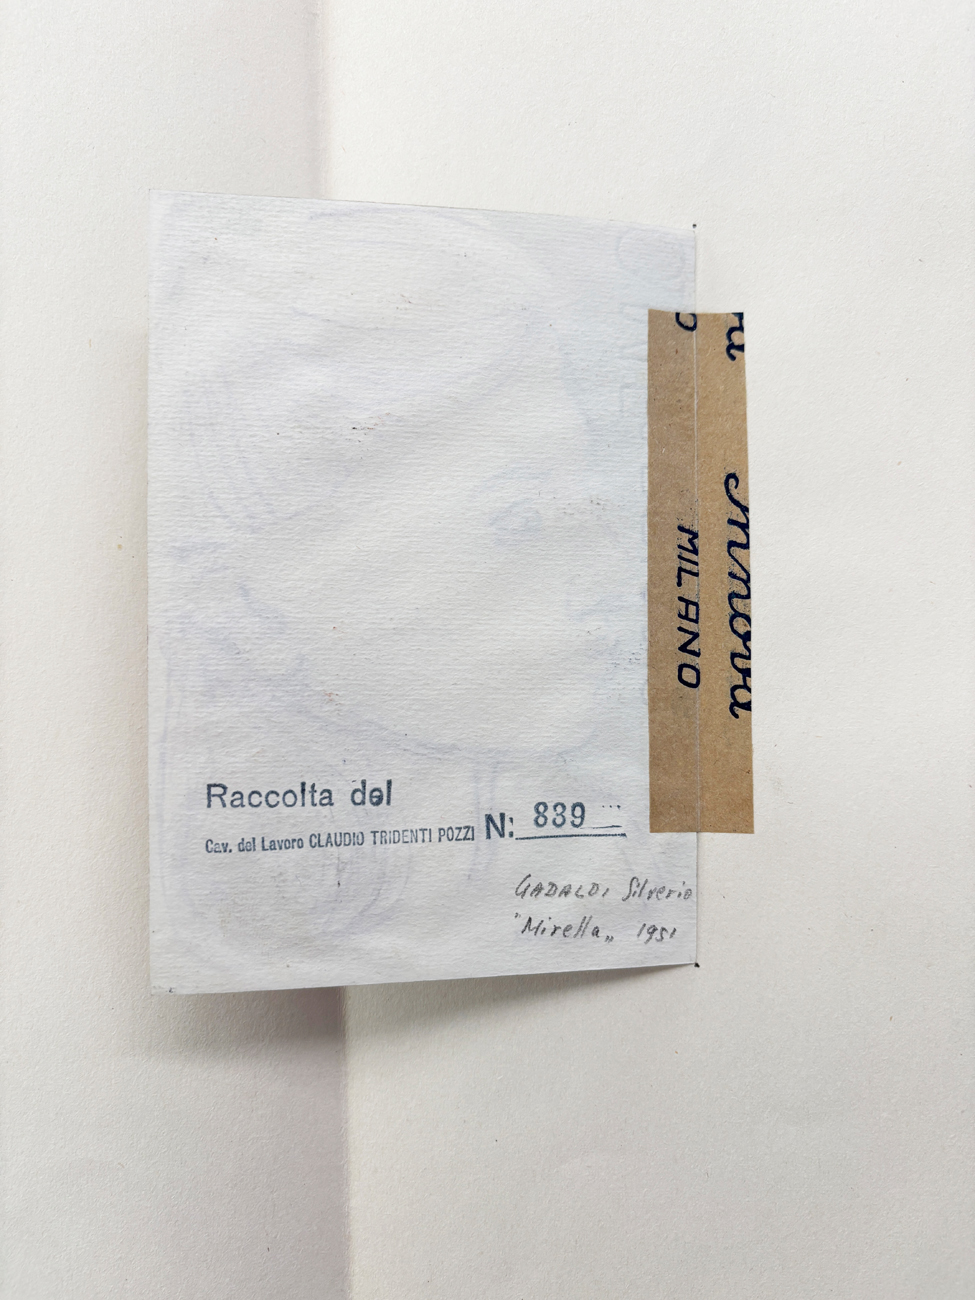 Raccolta del
Cav. del Lavoro CLAUDIO TRIDENTI POZZI N: 839
GADALDI Silverio
"Mirella„ 1951
MILANO